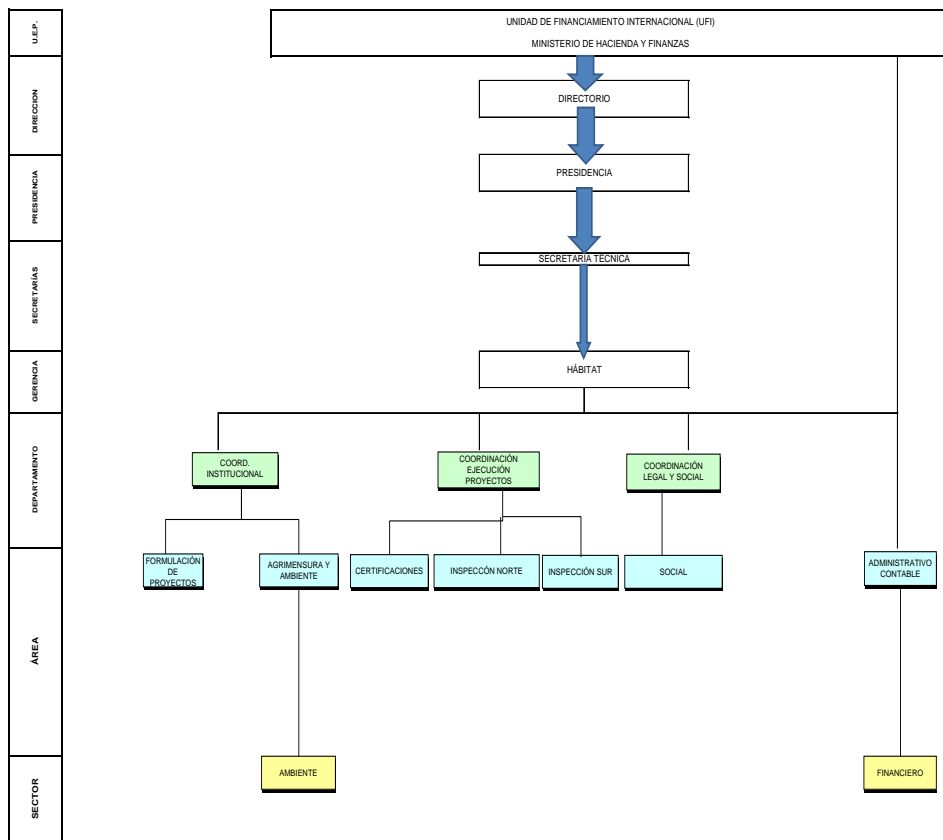 U.E.P.
UNIDAD DE FINANCIAMIENTO INTERNACIONAL (UFI)
MINISTERIO DE HACIENDA Y FINANZAS
DIRECCION
DIRECTORIO
PRESIDENCIA
PRESIDENCIA
SECRETARÍAS
SECRETARÍA TÉCNICA
GERENCIA
HÁBITAT
DEPARTAMENTO
COORD.
INSTITUCIONAL
COORDINACIÓN
EJECUCIÓN
PROYECTOS
COORDINACIÓN
LEGAL Y SOCIAL
ÁREA
FORMULACIÓN
DE
PROYECTOS
AGRIMENSURA Y
AMBIENTE
CERTIFICACIONES
INSPECCÓN NORTE
INSPECCIÓN SUR
SOCIAL
ADMINISTRATIVO
CONTABLE
SECTOR
AMBIENTE
FINANCIERO